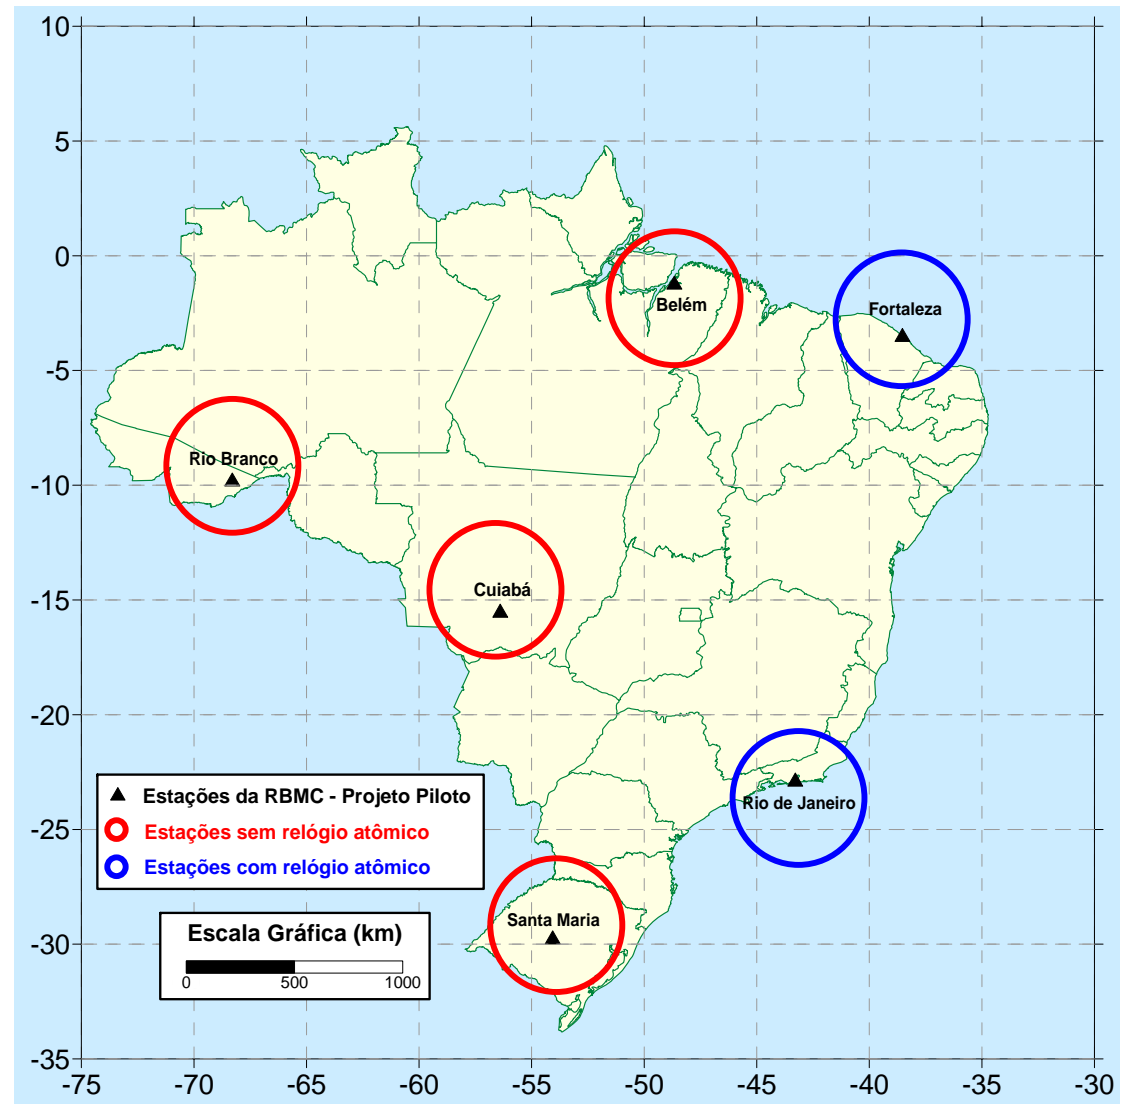 10
5
0
-5
-10
-15
-20
-25
-30
-35
-75
-70
-65
-60
-55
-50
-45
-40
-35
-30
Belém
Fortaleza
Rio Branco
Cuiabá
Rio de Janeiro
Santa Maria
Estações da RBMC - Projeto Piloto
Estações sem relógio atômico
Estações com relógio atômico
Escala Gráfica (km)
0 500 1000